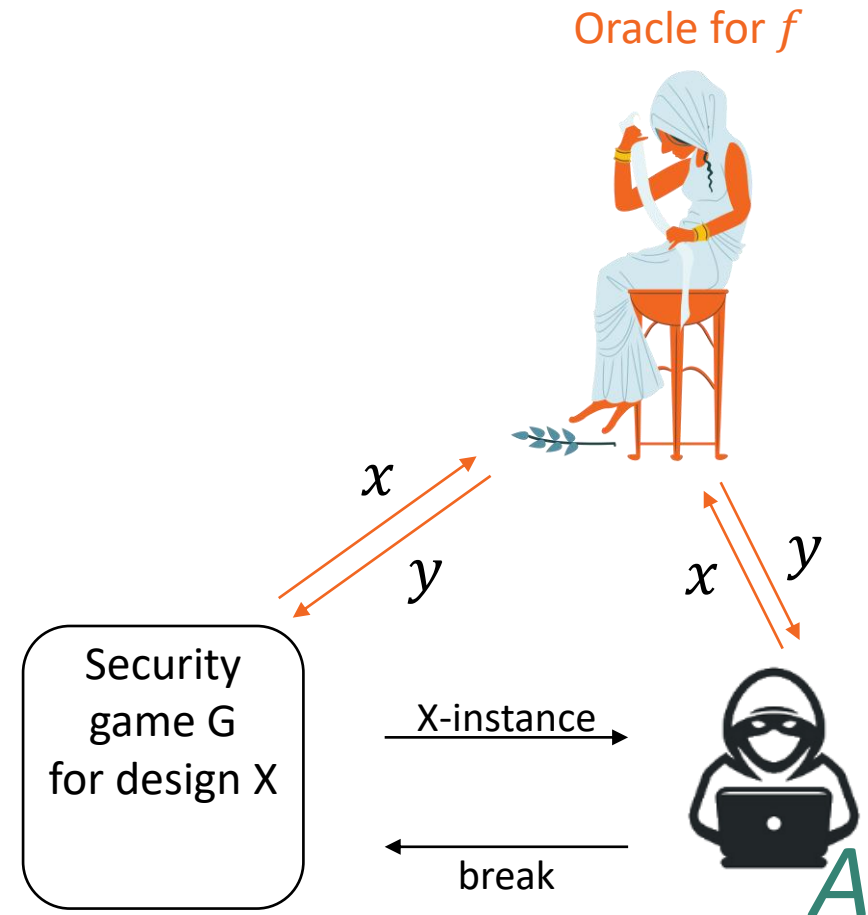 Oracle for f
x
y
x
y
Security
game G
for design X
X-instance
break
A